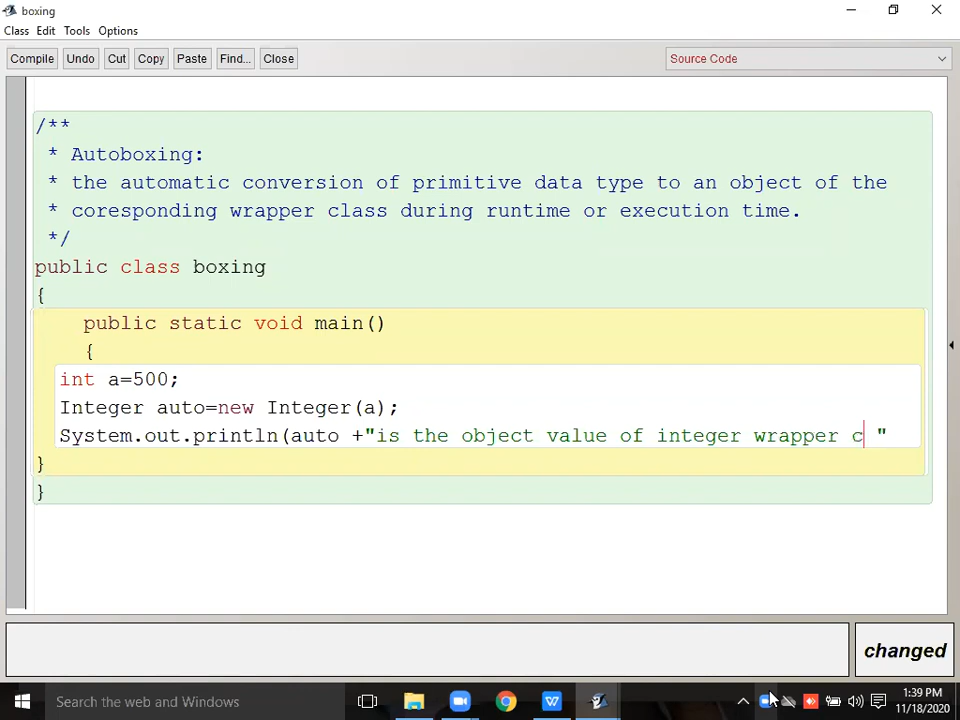 boxing
Class Edit Tools Options
Compile Undo Cut Copy Paste Find... Close Source Code
/**
* Autoboxing:
* the automatic conversion of primitive data type to an object of the
* coresponding wrapper class during runtime or execution time.
*/
public class boxing
{
public static void main()
{
int a=500;
Integer auto=new Integer(a);
System.out.println(auto +"is the object value of integer wrapper c "
}
}
changed
Search the web and Windows
1:39 PM
11/18/2020